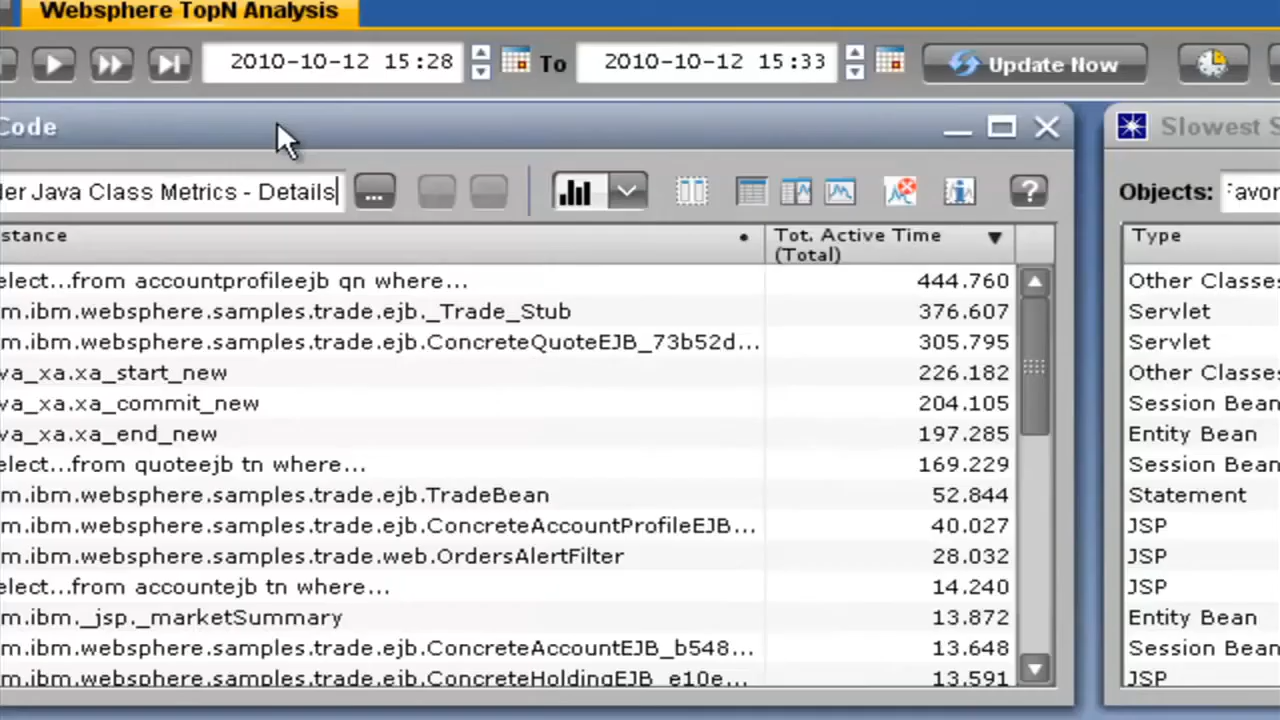 Websphere TopN Analysis
2010-10-12 15:28 To 2010-10-12 15:33 Update Now
Code
ler Java Class Metrics - Details ... ?
stance Tot. Active Time (Total)
elect...from accountprofileejb qn where... 444.760
m.ibm.websphere.samples.trade.ejb._Trade_Stub 376.607
m.ibm.websphere.samples.trade.ejb.ConcreteQuoteEJB_73b52d... 305.795
va_xa.xa_start_new 226.182
va_xa.xa_commit_new 204.105
va_xa.xa_end_new 197.285
elect...from quoteejb tn where... 169.229
m.ibm.websphere.samples.trade.ejb.TradeBean 52.844
m.ibm.websphere.samples.trade.ejb.ConcreteAccountProfileEJB... 40.027
m.ibm.websphere.samples.trade.web.OrdersAlertFilter 28.032
elect...from accountejb tn where... 14.240
m.ibm._jsp._marketSummary 13.872
m.ibm.websphere.samples.trade.ejb.ConcreteAccountEJB_b548... 13.648
m.ibm.websphere.samples.trade.ejb.ConcreteHoldingEJB_e10e... 13.591
Slowest S
Objects: Favor
Type
Other Classes
Servlet
Servlet
Other Classes
Session Bean
Entity Bean
Session Bean
Statement
JSP
JSP
JSP
Entity Bean
Session Bean
JSP